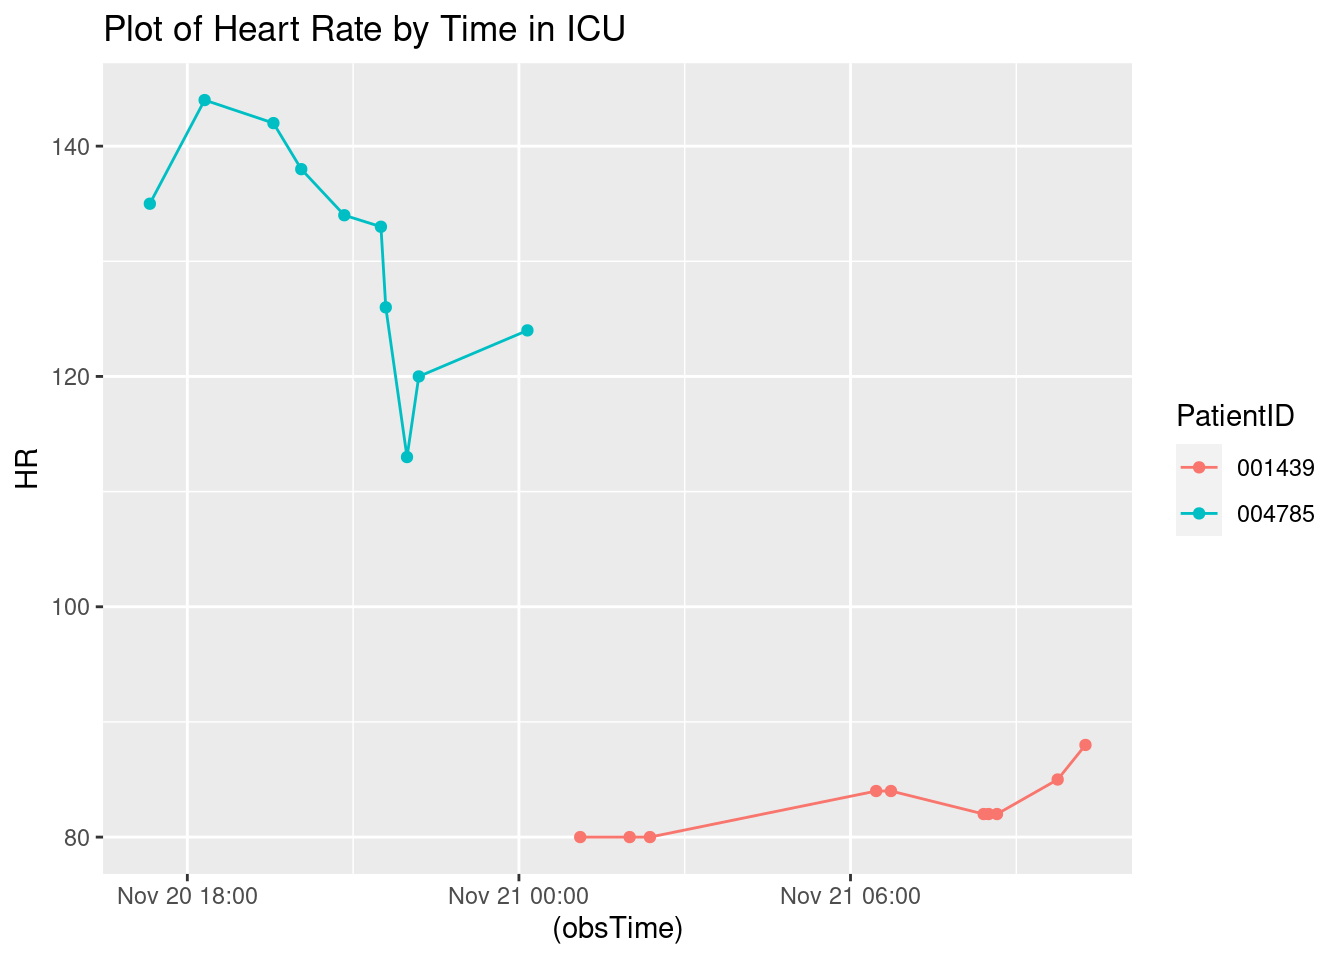 Plot of Heart Rate by Time in ICU
140
120
100
80
HR
Nov 20 18:00
Nov 21 00:00
Nov 21 06:00
(obsTime)
PatientID
001439
004785